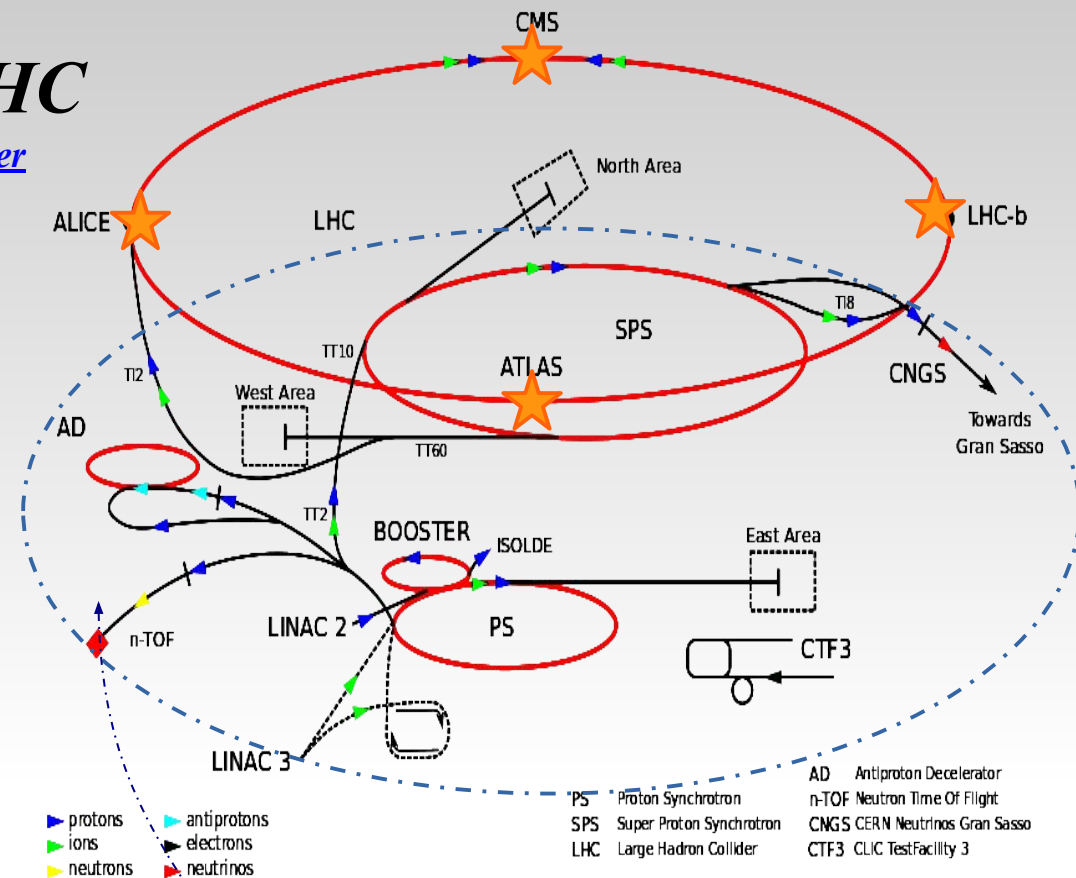 CMS
HC
er
North Area
ALICE
LHC
LHC-b
TI8
SPS
TT10
ATLAS
TI2
CNGS
West Area
AD
Towards
Gran Sasso
TT60
TT2
BOOSTER
ISOLDE
East Area
LINAC 2
PS
n-TOF
CTF3
LINAC 3
AD Antiproton Decelerator
PS Proton Synchrotron
n-TOF Neutron Time Of Flight
SPS Super Proton Synchrotron
CNGS CERN Neutrinos Gran Sasso
LHC Large Hadron Collider
CTF3 CLIC TestFacility 3
protons
antiprotons
ions
electrons
neutrons
neutrinos